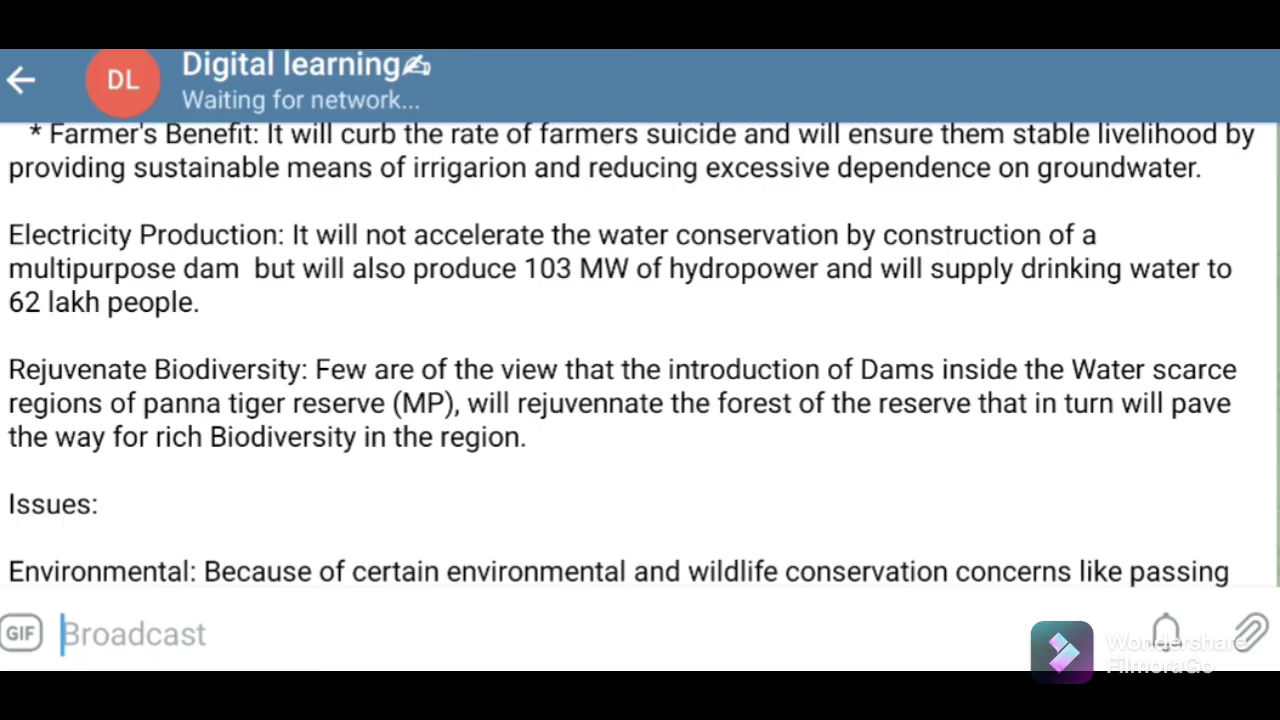 DL
Digital learning✍
Waiting for network...
* Farmer's Benefit: It will curb the rate of farmers suicide and will ensure them stable livelihood by
providing sustainable means of irrigarion and reducing excessive dependence on groundwater.
Electricity Production: It will not accelerate the water conservation by construction of a
multipurpose dam but will also produce 103 MW of hydropower and will supply drinking water to
62 lakh people.
Rejuvenate Biodiversity: Few are of the view that the introduction of Dams inside the Water scarce
regions of panna tiger reserve (MP), will rejuvennate the forest of the reserve that in turn will pave
the way for rich Biodiversity in the region.
Issues:
Environmental: Because of certain environmental and wildlife conservation concerns like passing
GIF
Broadcast
Wondershare
FilmoraGo